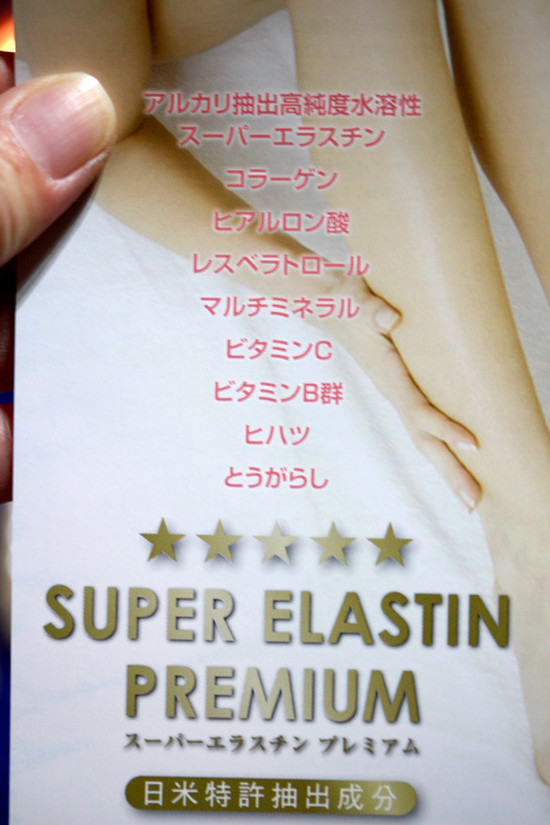 アルカリ抽出高純度水溶性
スーパーエラスチン
コラーゲン
ヒアルロン酸
レスベラトロール
マルチミネラル
ビタミンC
ビタミンB群
ヒハツ
とうがらし
SUPER ELASTIN
PREMIUM
スーパーエラスチン プレミアム
日米特許抽出成分